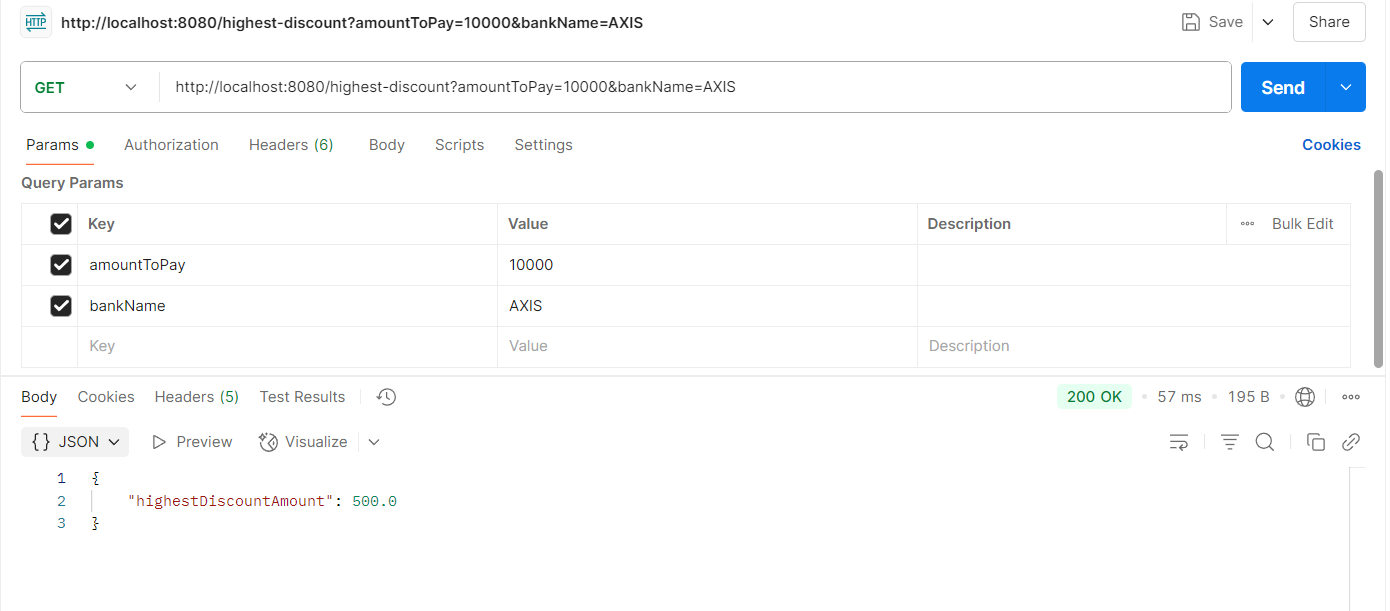 HTTP http://localhost:8080/highest-discount?amountToPay=10000&bankName=AXIS Save Share
GET http://localhost:8080/highest-discount?amountToPay=10000&bankName=AXIS Send
Params Authorization Headers (6) Body Scripts Settings Cookies
Query Params
Key Value Description Bulk Edit
amountToPay 10000
bankName AXIS
Key Value Description
Body Cookies Headers (5) Test Results 200 OK 57 ms 195 B
{} JSON Preview Visualize
1 {
2 "highestDiscountAmount": 500.0
3 }